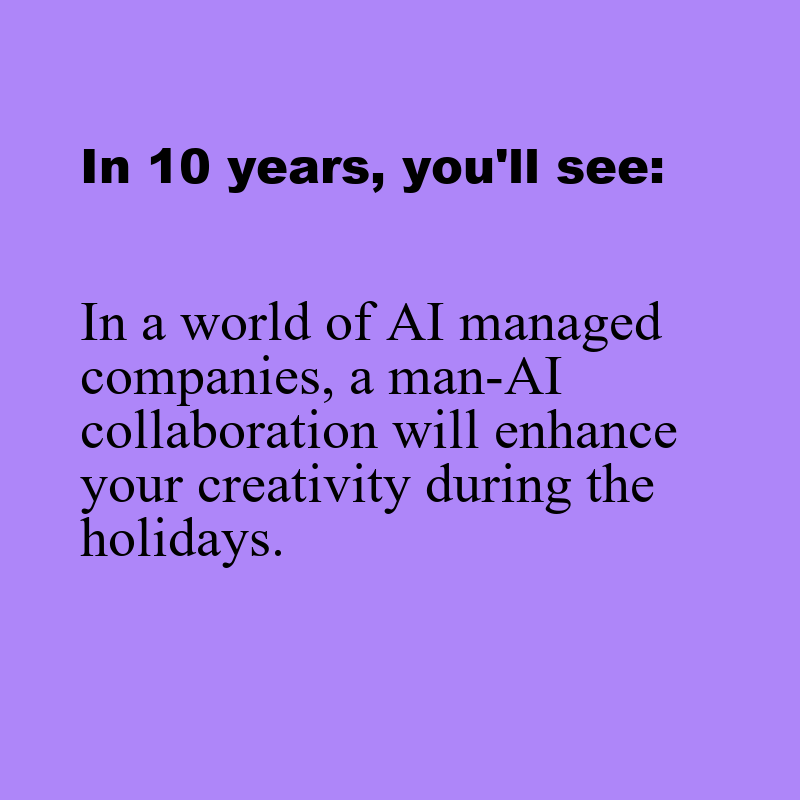 In 10 years, you'll see:
In a world of AI managed
companies, a man-AI
collaboration will enhance
your creativity during the
holidays.